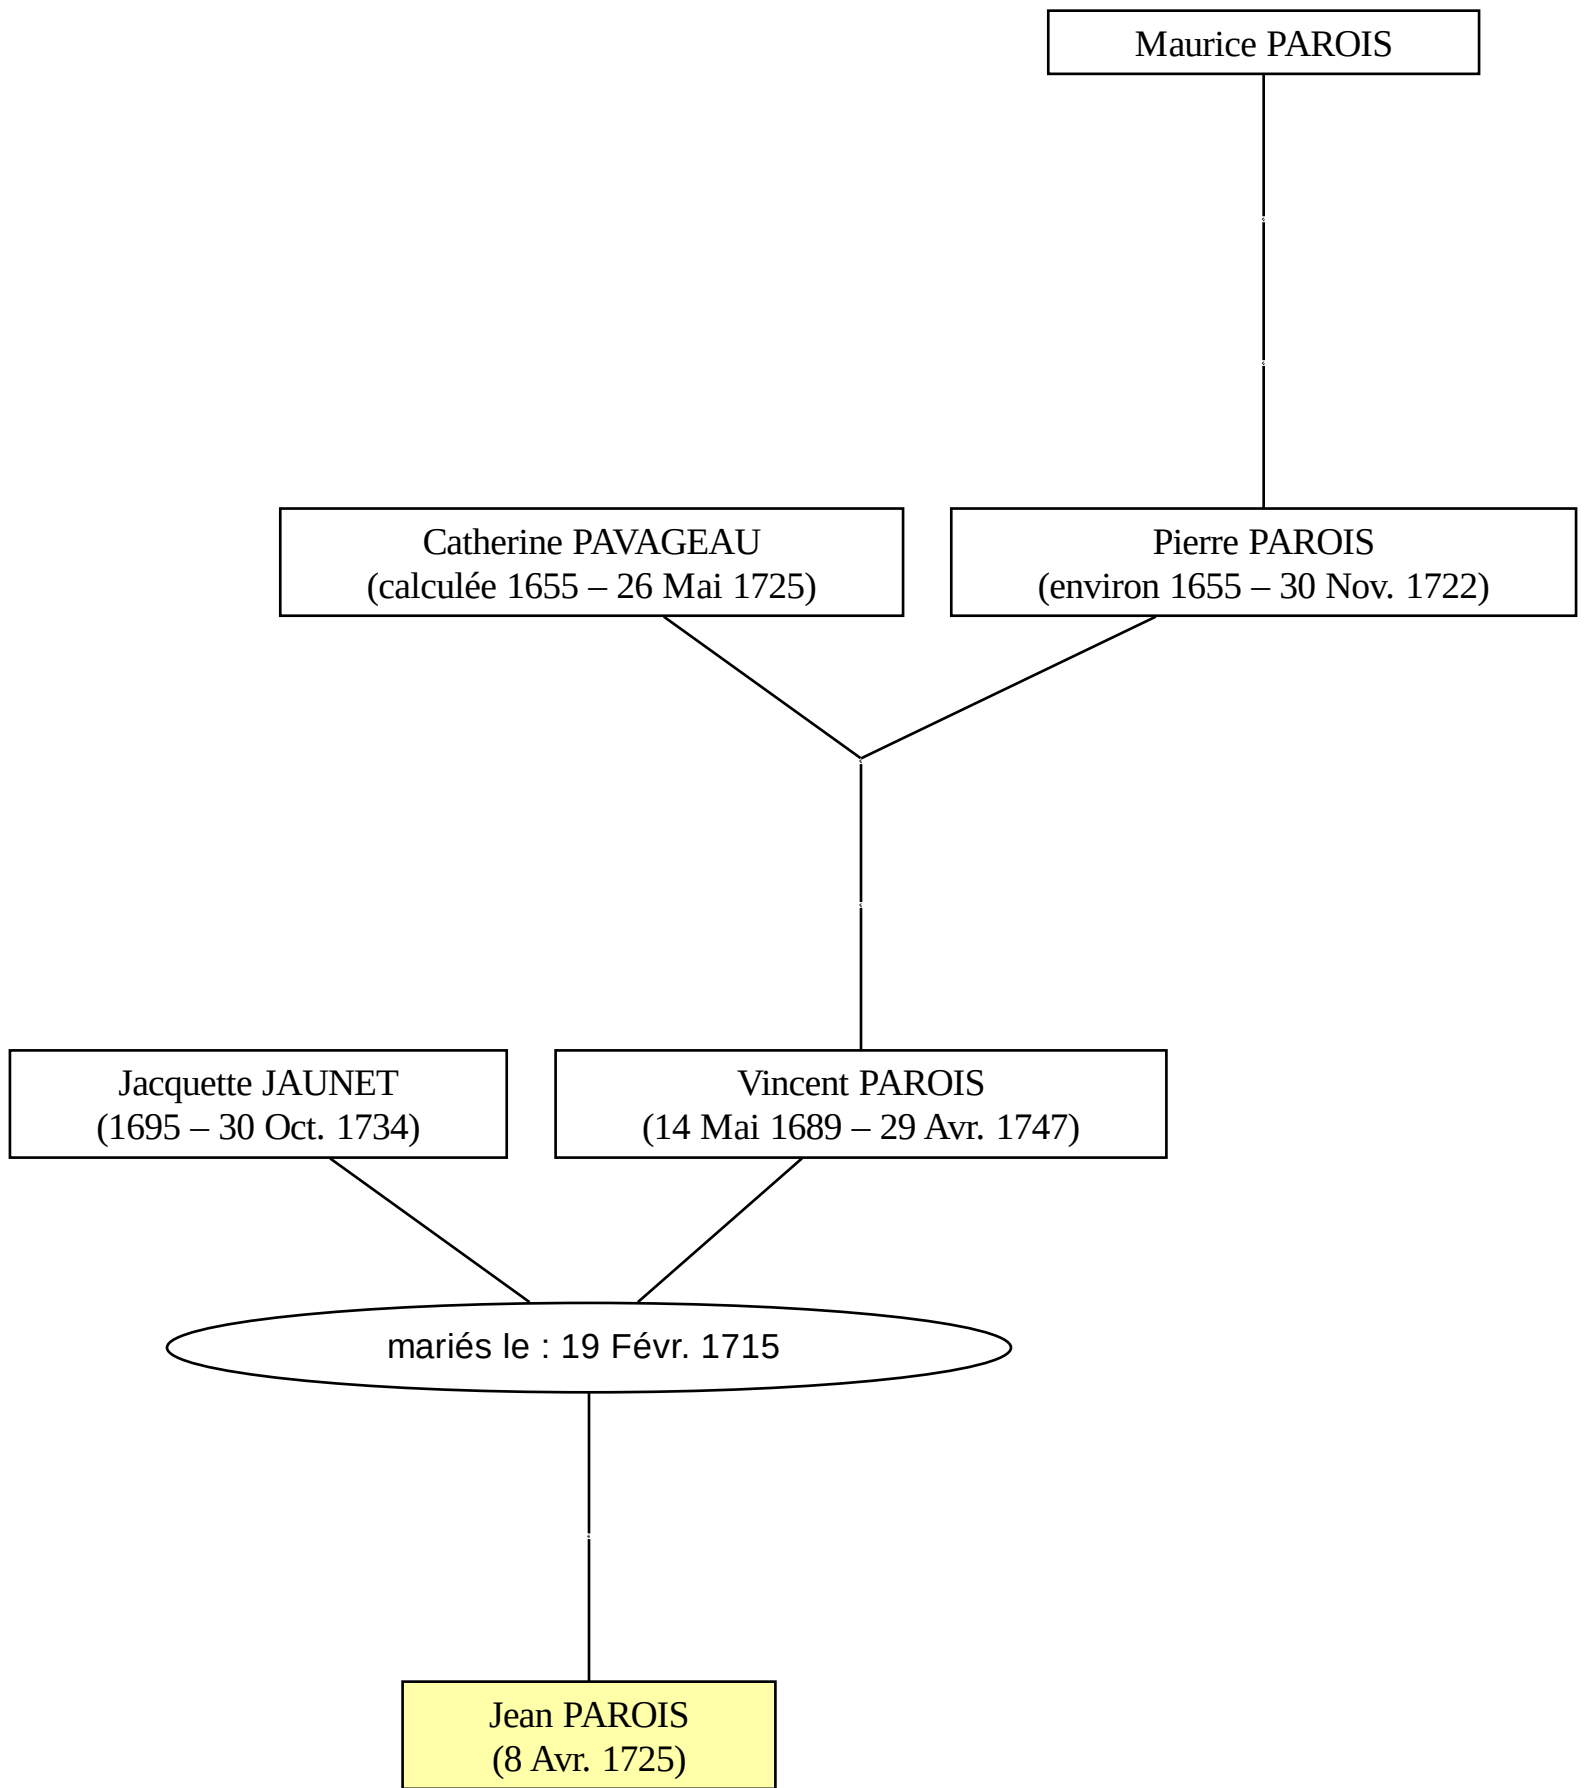 Maurice PAROIS
Catherine PAVAGEAU
(calculée 1655 – 26 Mai 1725)
Pierre PAROIS
(environ 1655 – 30 Nov. 1722)
Jacquette JAUNET
(1695 – 30 Oct. 1734)
Vincent PAROIS
(14 Mai 1689 – 29 Avr. 1747)
mariés le : 19 Févr. 1715
Jean PAROIS
(8 Avr. 1725)